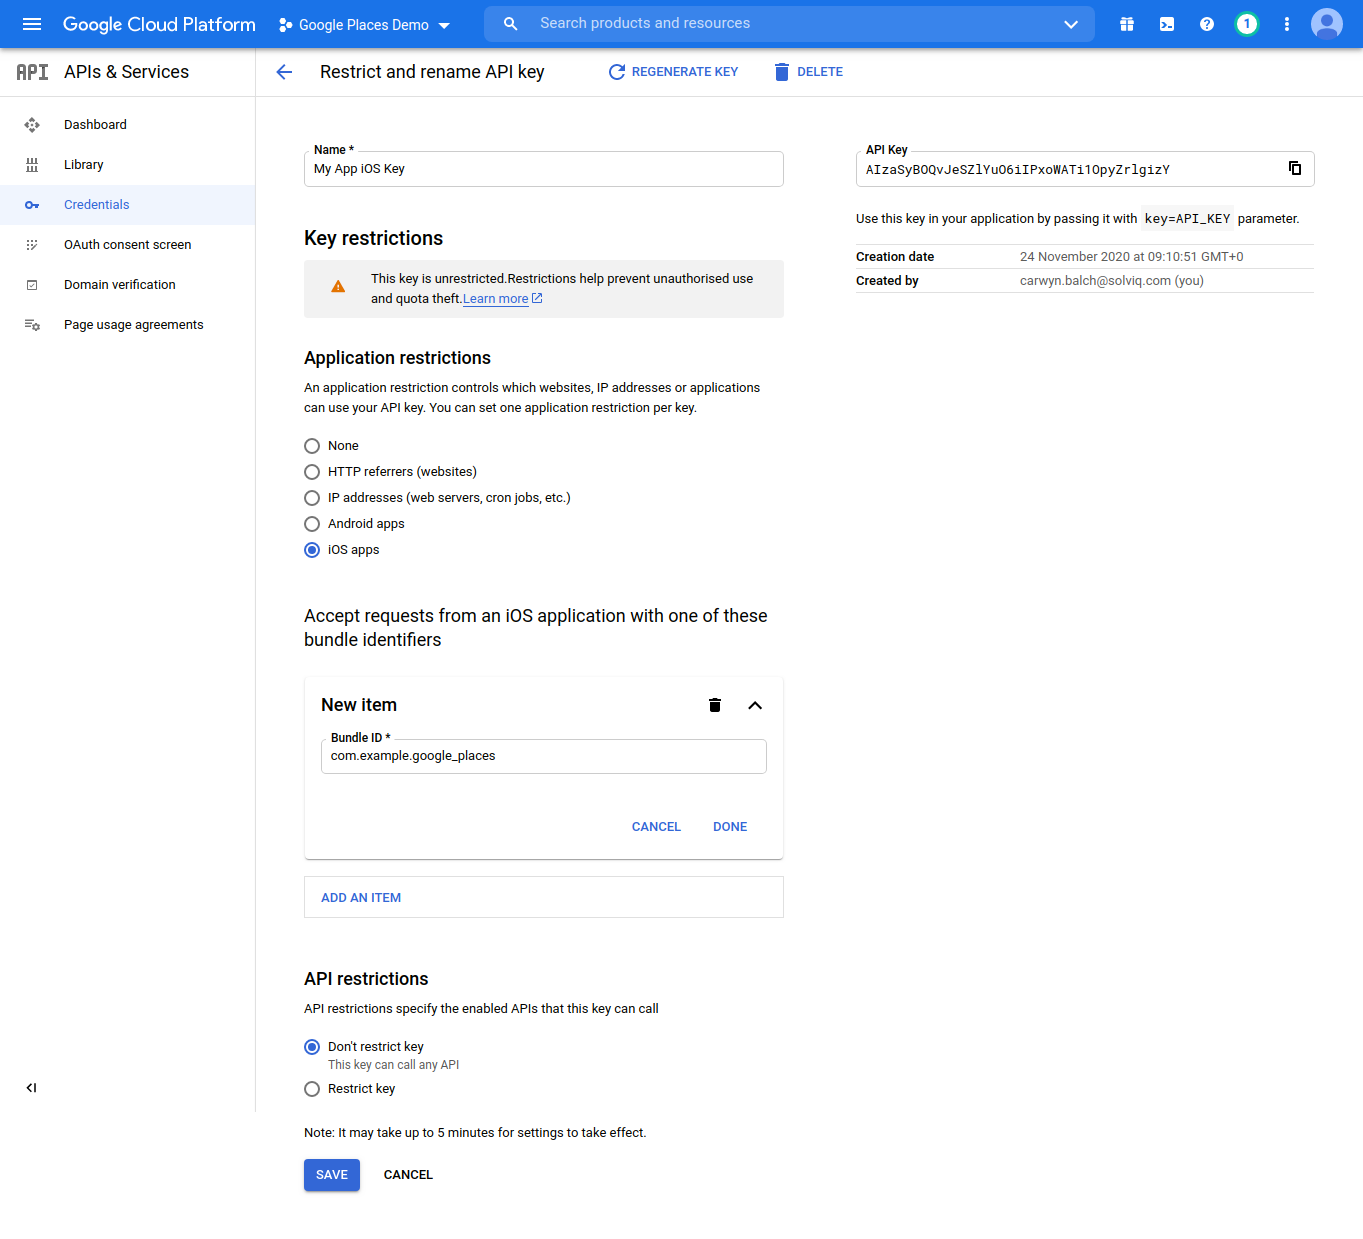 Google Cloud Platform
Google Places Demo
Search products and resources
1
API
APIs & Services
Restrict and rename API key
REGENERATE KEY
DELETE
Dashboard
Library
Credentials
OAuth consent screen
Domain verification
Page usage agreements
Name *
My App iOS Key
Key restrictions
This key is unrestricted.Restrictions help prevent unauthorised use
and quota theft.Learn more
Application restrictions
An application restriction controls which websites, IP addresses or applications
can use your API key. You can set one application restriction per key.
None
HTTP referrers (websites)
IP addresses (web servers, cron jobs, etc.)
Android apps
iOS apps
Accept requests from an iOS application with one of these
bundle identifiers
New item
Bundle ID *
com.example.google_places
CANCEL
DONE
ADD AN ITEM
API restrictions
API restrictions specify the enabled APIs that this key can call
Don't restrict key
This key can call any API
Restrict key
Note: It may take up to 5 minutes for settings to take effect.
SAVE
CANCEL
API Key
AIzaSyBOQvJeSZlYuO6iIPxoWATi1OpyZrlgizY
Use this key in your application by passing it with key=API_KEY parameter.
Creation date
24 November 2020 at 09:10:51 GMT+0
Created by
carwyn.balch@solviq.com (you)